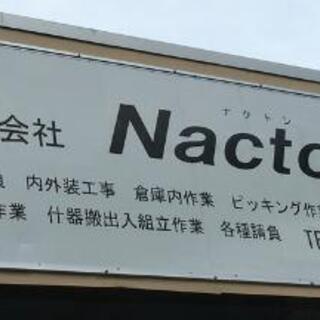 ナクトン
会社 Nacto
内外装工事 倉庫内作業 ピッキング作
作業 什器搬出入組立作業 各種請負 TE